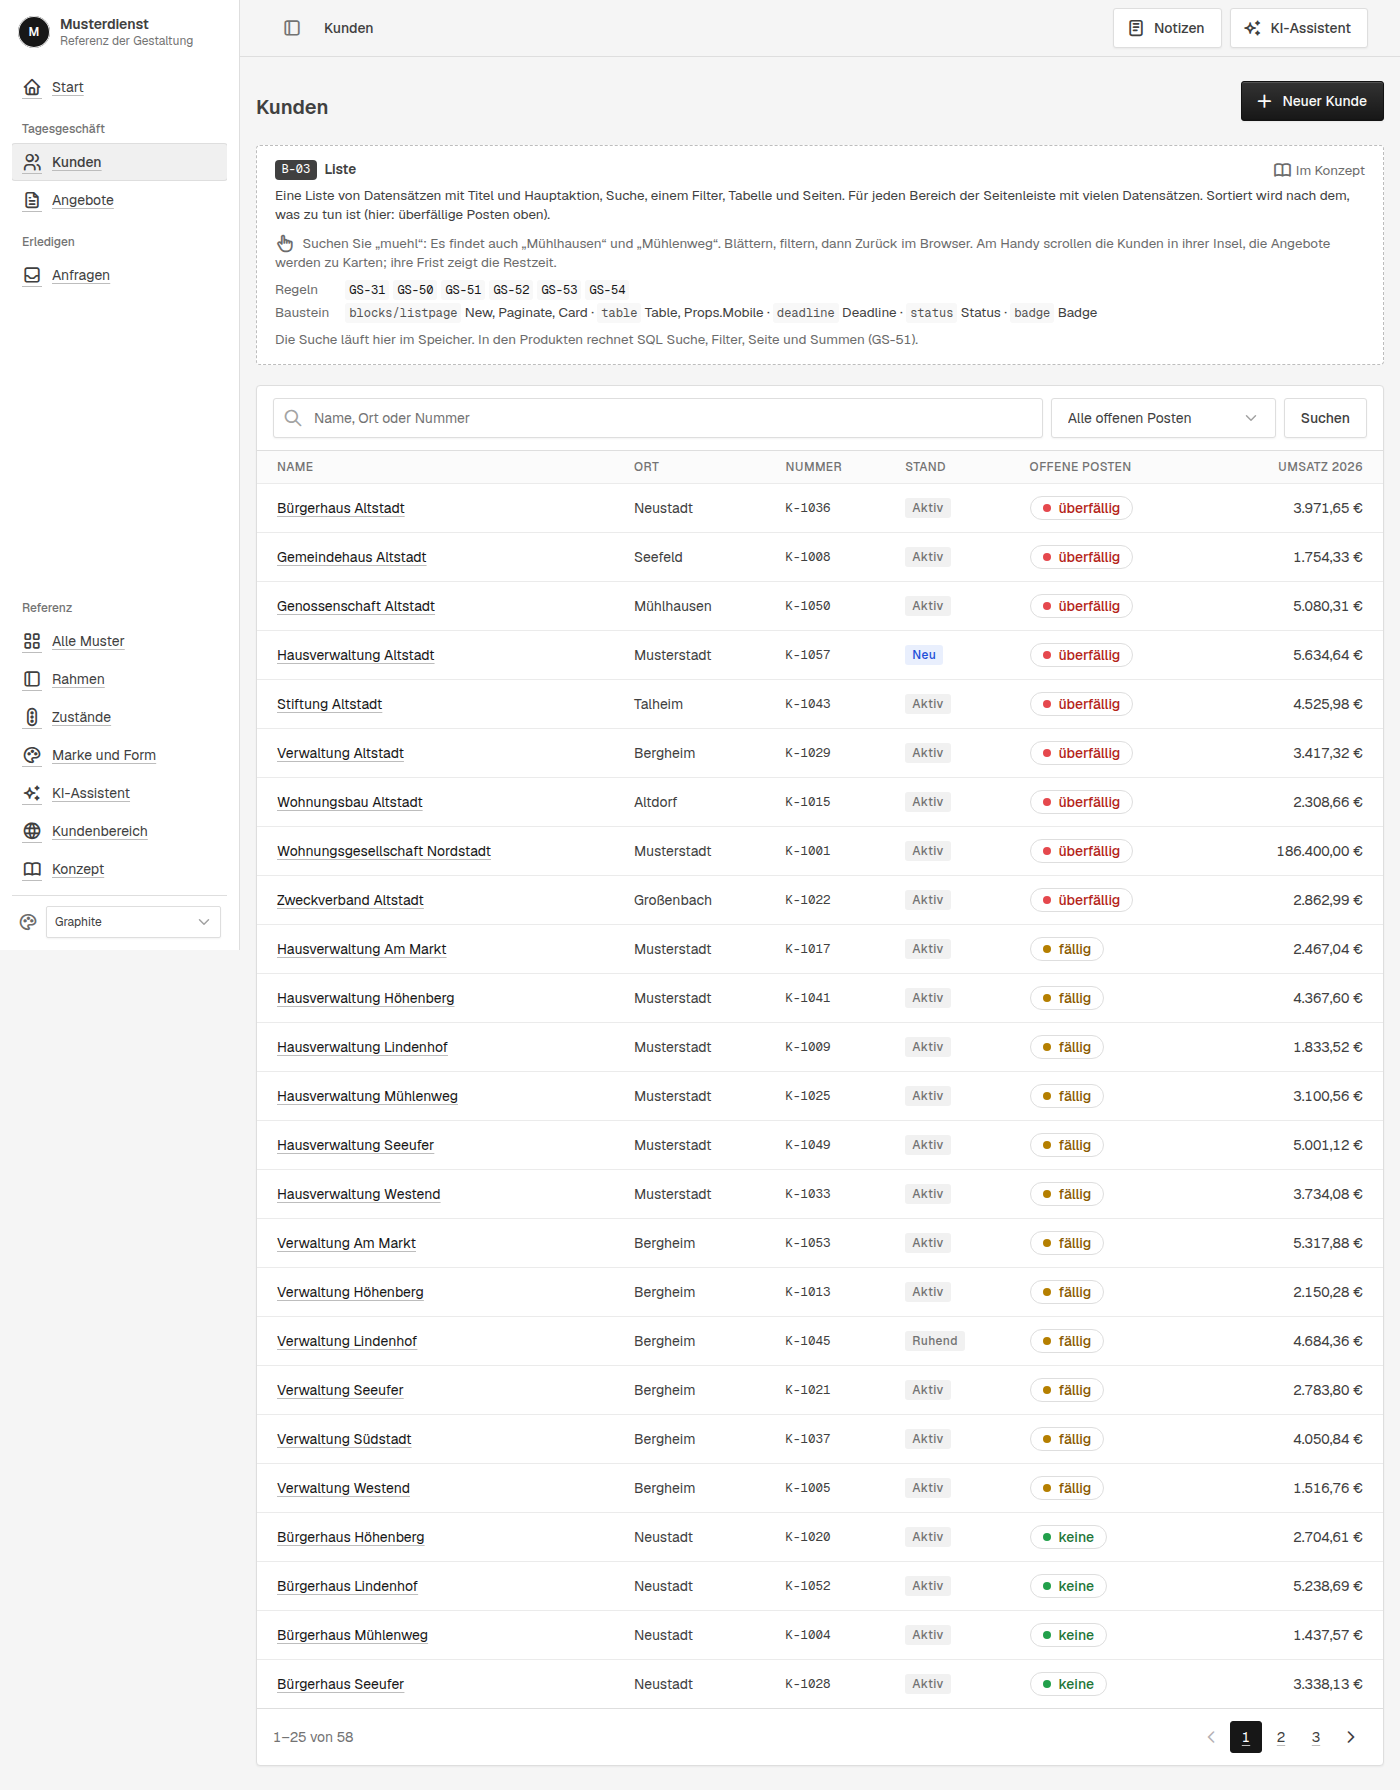 M
Musterdienst
Referenz der Gestaltung
Start
Tagesgeschäft
Kunden
Angebote
Erledigen
Anfragen
Referenz
Alle Muster
Rahmen
Zustände
Marke und Form
KI-Assistent
Kundenbereich
Konzept
Graphite
Kunden
Notizen
KI-Assistent
Kunden
Neuer Kunde
B-03 Liste
Im Konzept
Eine Liste von Datensätzen mit Titel und Hauptaktion, Suche, einem Filter, Tabelle und Seiten. Für jeden Bereich der Seitenleiste mit vielen Datensätzen. Sortiert wird nach dem,
was zu tun ist (hier: überfällige Posten oben).
Suchen Sie „muehl“: Es findet auch „Mühlhausen“ und „Mühlenweg“. Blättern, filtern, dann Zurück im Browser. Am Handy scrollen die Kunden in ihrer Insel, die Angebote
werden zu Karten; ihre Frist zeigt die Restzeit.
Regeln GS-31 GS-50 GS-51 GS-52 GS-53 GS-54
Baustein blocks/listpage New, Paginate, Card · table Table, Props.Mobile · deadline Deadline · status Status · badge Badge
Die Suche läuft hier im Speicher. In den Produkten rechnet SQL Suche, Filter, Seite und Summen (GS-51).
Name, Ort oder Nummer
Alle offenen Posten
Suchen
NAME ORT NUMMER STAND OFFENE POSTEN UMSATZ 2026
Bürgerhaus Altstadt Neustadt K-1036 Aktiv überfällig 3.971,65 €
Gemeindehaus Altstadt Seefeld K-1008 Aktiv überfällig 1.754,33 €
Genossenschaft Altstadt Mühlhausen K-1050 Aktiv überfällig 5.080,31 €
Hausverwaltung Altstadt Musterstadt K-1057 Neu überfällig 5.634,64 €
Stiftung Altstadt Talheim K-1043 Aktiv überfällig 4.525,98 €
Verwaltung Altstadt Bergheim K-1029 Aktiv überfällig 3.417,32 €
Wohnungsbau Altstadt Altdorf K-1015 Aktiv überfällig 2.308,66 €
Wohnungsgesellschaft Nordstadt Musterstadt K-1001 Aktiv überfällig 186.400,00 €
Zweckverband Altstadt Großenbach K-1022 Aktiv überfällig 2.862,99 €
Hausverwaltung Am Markt Musterstadt K-1017 Aktiv fällig 2.467,04 €
Hausverwaltung Höhenberg Musterstadt K-1041 Aktiv fällig 4.367,60 €
Hausverwaltung Lindenhof Musterstadt K-1009 Aktiv fällig 1.833,52 €
Hausverwaltung Mühlenweg Musterstadt K-1025 Aktiv fällig 3.100,56 €
Hausverwaltung Seeufer Musterstadt K-1049 Aktiv fällig 5.001,12 €
Hausverwaltung Westend Musterstadt K-1033 Aktiv fällig 3.734,08 €
Verwaltung Am Markt Bergheim K-1053 Aktiv fällig 5.317,88 €
Verwaltung Höhenberg Bergheim K-1013 Aktiv fällig 2.150,28 €
Verwaltung Lindenhof Bergheim K-1045 Ruhend fällig 4.684,36 €
Verwaltung Seeufer Bergheim K-1021 Aktiv fällig 2.783,80 €
Verwaltung Südstadt Bergheim K-1037 Aktiv fällig 4.050,84 €
Verwaltung Westend Bergheim K-1005 Aktiv fällig 1.516,76 €
Bürgerhaus Höhenberg Neustadt K-1020 Aktiv keine 2.704,61 €
Bürgerhaus Lindenhof Neustadt K-1052 Aktiv keine 5.238,69 €
Bürgerhaus Mühlenweg Neustadt K-1004 Aktiv keine 1.437,57 €
Bürgerhaus Seeufer Neustadt K-1028 Aktiv keine 3.338,13 €
1–25 von 58
1 2 3